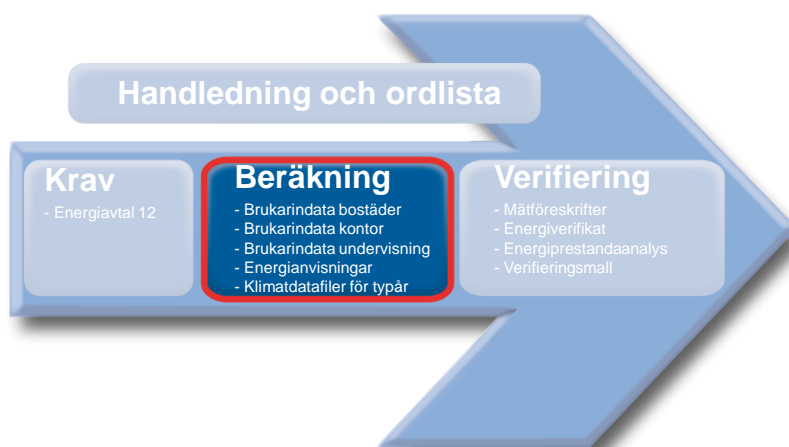 Handledning och ordlista
Krav
- Energiavtal 12
Beräkning
- Brukarindata bostäder
- Brukarindata kontor
- Brukarindata undervisning
- Energianvisningar
- Klimatdatafiler för typår
Verifiering
- Mätföreskrifter
- Energiverifikat
- Energiprestandaanalys
- Verifieringsmall